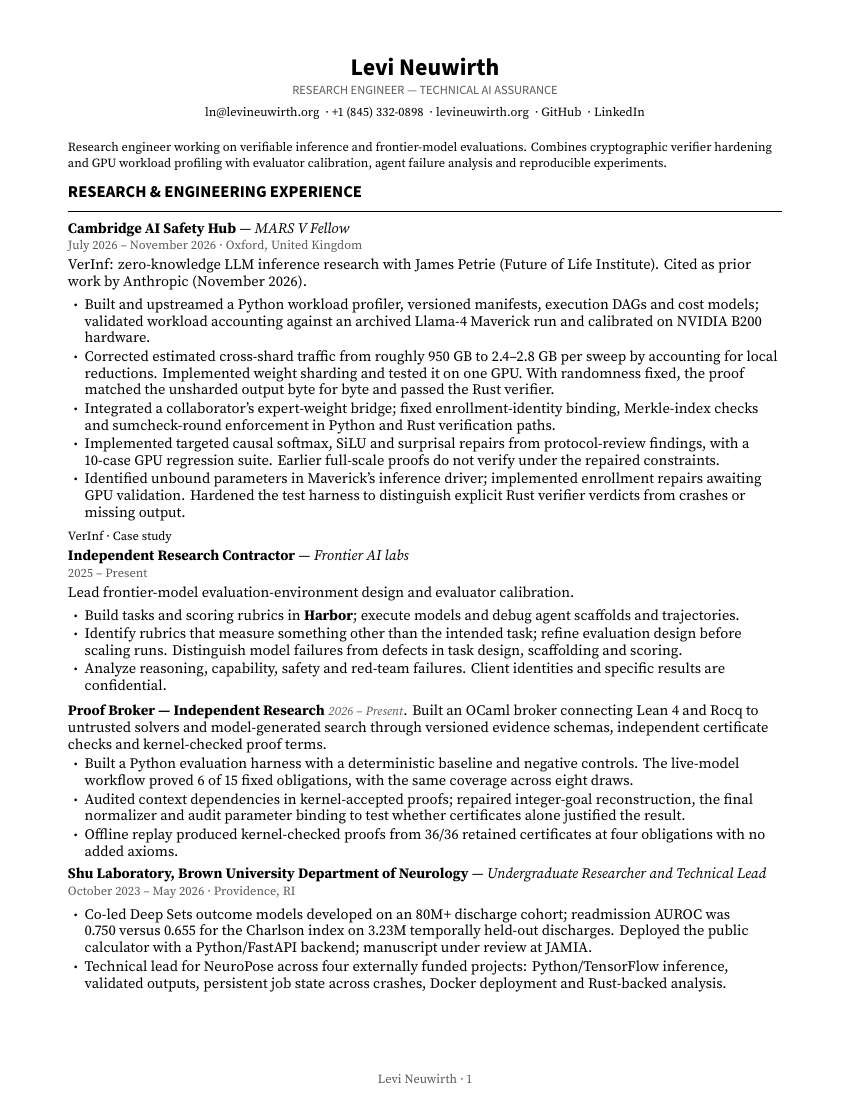 Levi Neuwirth
RESEARCH ENGINEER — TECHNICAL AI ASSURANCE
ln@levineuwirth.org · +1 (845) 332-0898 · levineuwirth.org · GitHub · LinkedIn
Research engineer working on verifiable inference and frontier-model evaluations. Combines cryptographic verifier hardening
and GPU workload profiling with evaluator calibration, agent failure analysis and reproducible experiments.
RESEARCH & ENGINEERING EXPERIENCE
Cambridge AI Safety Hub — MARS V Fellow
July 2026 – November 2026 · Oxford, United Kingdom
VerInf: zero-knowledge LLM inference research with James Petrie (Future of Life Institute). Cited as prior
work by Anthropic (November 2026).
· Built and upstreamed a Python workload profiler, versioned manifests, execution DAGs and cost models;
validated workload accounting against an archived Llama-4 Maverick run and calibrated on NVIDIA B200
hardware.
· Corrected estimated cross-shard traffic from roughly 950 GB to 2.4–2.8 GB per sweep by accounting for local
reductions. Implemented weight sharding and tested it on one GPU. With randomness fixed, the proof
matched the unsharded output byte for byte and passed the Rust verifier.
· Integrated a collaborator's expert-weight bridge; fixed enrollment-identity binding, Merkle-index checks
and sumcheck-round enforcement in Python and Rust verification paths.
· Implemented targeted causal softmax, SiLU and surprisal repairs from protocol-review findings, with a
10-case GPU regression suite. Earlier full-scale proofs do not verify under the repaired constraints.
· Identified unbound parameters in Maverick's inference driver; implemented enrollment repairs awaiting
GPU validation. Hardened the test harness to distinguish explicit Rust verifier verdicts from crashes or
missing output.
VerInf · Case study
Independent Research Contractor — Frontier AI labs
2025 – Present
Lead frontier-model evaluation-environment design and evaluator calibration.
· Build tasks and scoring rubrics in Harbor; execute models and debug agent scaffolds and trajectories.
· Identify rubrics that measure something other than the intended task; refine evaluation design before
scaling runs. Distinguish model failures from defects in task design, scaffolding and scoring.
· Analyze reasoning, capability, safety and red-team failures. Client identities and specific results are
confidential.
Proof Broker — Independent Research 2026 – Present. Built an OCaml broker connecting Lean 4 and Rocq to
untrusted solvers and model-generated search through versioned evidence schemas, independent certificate
checks and kernel-checked proof terms.
· Built a Python evaluation harness with a deterministic baseline and negative controls. The live-model
workflow proved 6 of 15 fixed obligations, with the same coverage across eight draws.
· Audited context dependencies in kernel-accepted proofs; repaired integer-goal reconstruction, the final
normalizer and audit parameter binding to test whether certificates alone justified the result.
· Offline replay produced kernel-checked proofs from 36/36 retained certificates at four obligations with no
added axioms.
Shu Laboratory, Brown University Department of Neurology — Undergraduate Researcher and Technical Lead
October 2023 – May 2026 · Providence, RI
· Co-led Deep Sets outcome models developed on an 80M+ discharge cohort; readmission AUROC was
0.750 versus 0.655 for the Charlson index on 3.23M temporally held-out discharges. Deployed the public
calculator with a Python/FastAPI backend; manuscript under review at JAMIA.
· Technical lead for NeuroPose across four externally funded projects: Python/TensorFlow inference,
validated outputs, persistent job state across crashes, Docker deployment and Rust-backed analysis.
Levi Neuwirth · 1